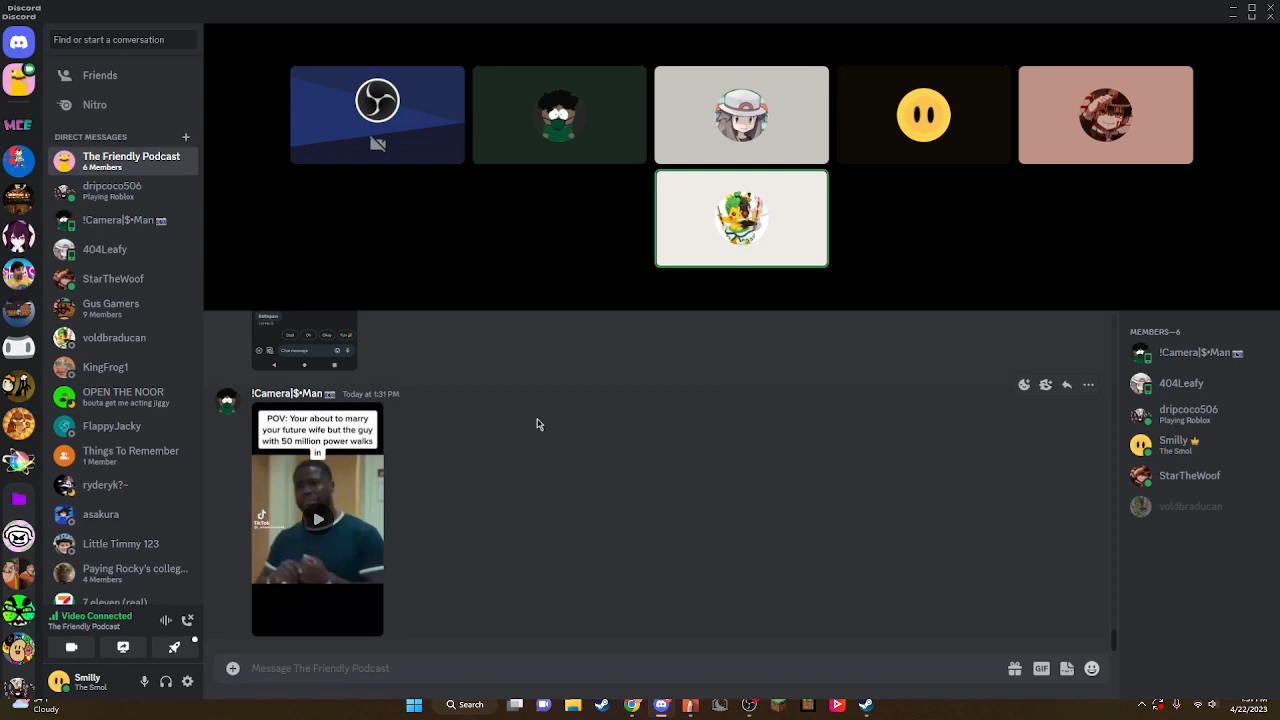 Discord
Discord
Find or start a conversation
Friends
Nitro
DIRECT MESSAGES
The Friendly Podcast
6 Members
dripcoco506
Playing Roblox
!Camera|$•Man
404Leafy
StarTheWoof
Gus Gamers
9 Members
voldbraducan
KingFrog1
OPEN THE NOOR
bouta get me acting jiggy
FlappyJacky
Things To Remember
1 Member
ryderyk?~
asakura
Little Timmy 123
Paying Rocky's colleg...
4 Members
7 eleven (real)
Video Connected
The Friendly Podcast
Smilly
Chat message
!Camera|$•Man
Today at 1:31 PM
POV: Your about to marry
your future wife but the guy
with 50 million power walks
in
TikTok
Message The Friendly Podcast
GIF
MEMBERS—6
!Camera|$•Man
404Leafy
dripcoco506
Playing Roblox
Smilly
The Smol
StarTheWoof
voldbraducan
Search
4/22/2023